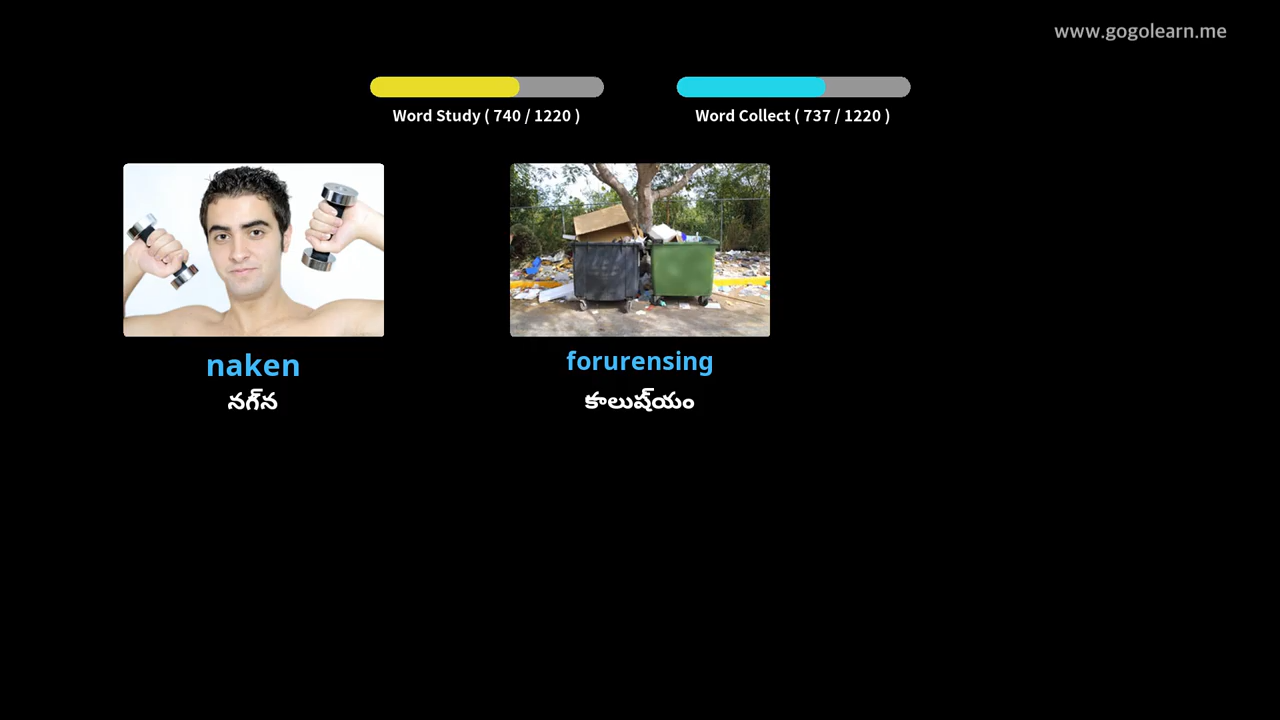 www.gogolearn.me
Word Study ( 740 / 1220 )
Word Collect ( 737 / 1220 )
naken
forurensing
నగ్‌న
కాలుష్‌యం